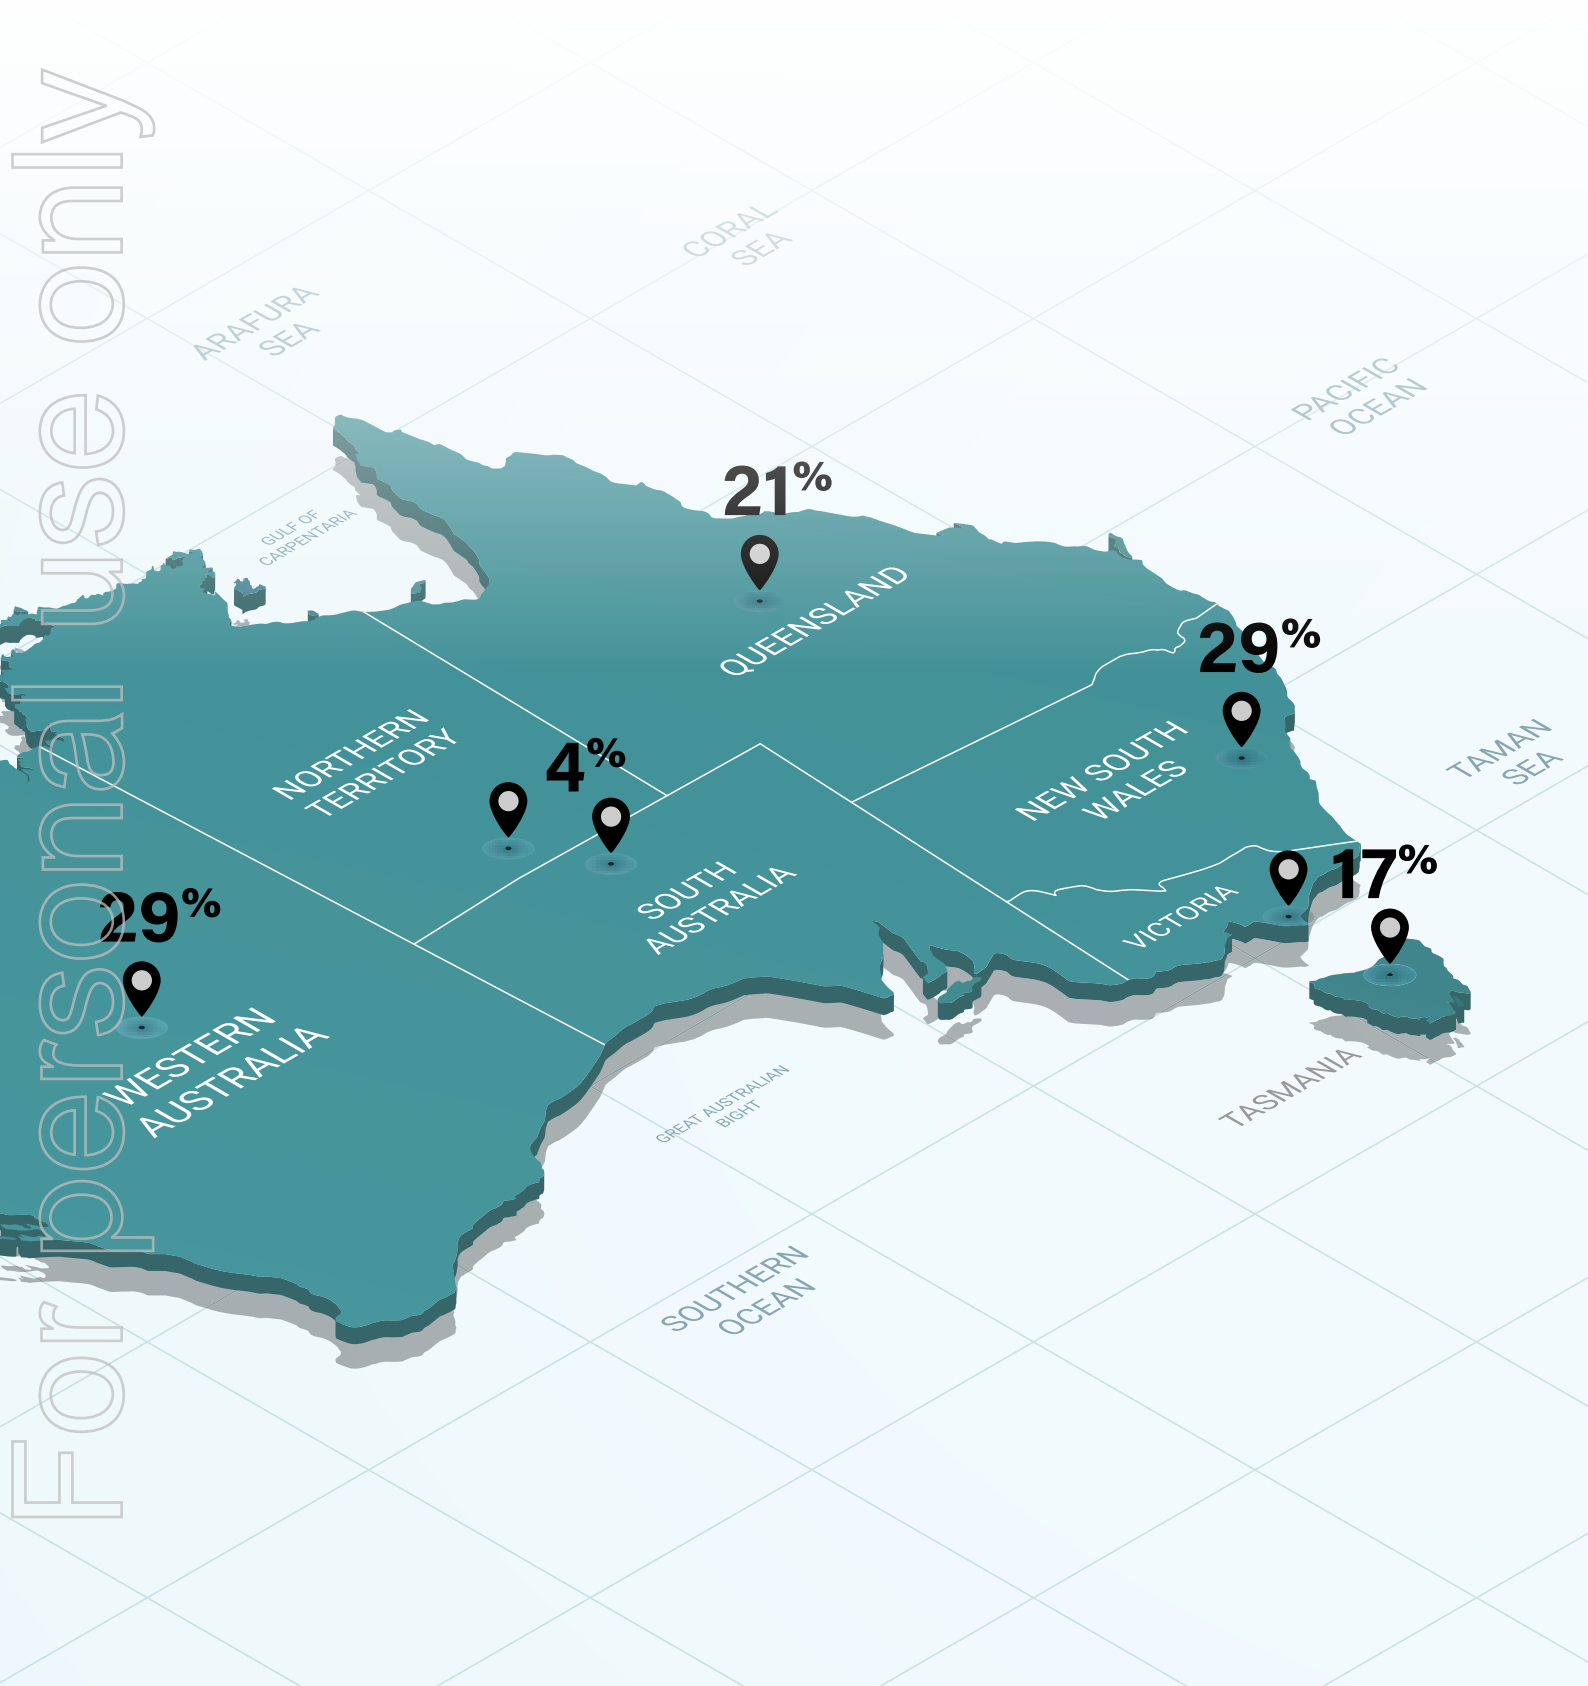 For personal use only
CORAL
SEA
ARAFURA
SEA
PACIFIC
OCEAN
GULF OF
CARPENTARIA
21%
QUEENSLAND
29%
NEW SOUTH
WALES
TAMAN
SEA
NORTHERN
TERRITORY
4%
SOUTH
AUSTRALIA
17%
VICTORIA
29%
WESTERN
AUSTRALIA
TASMANIA
GREAT AUSTRALIAN
BIGHT
SOUTHERN
OCEAN